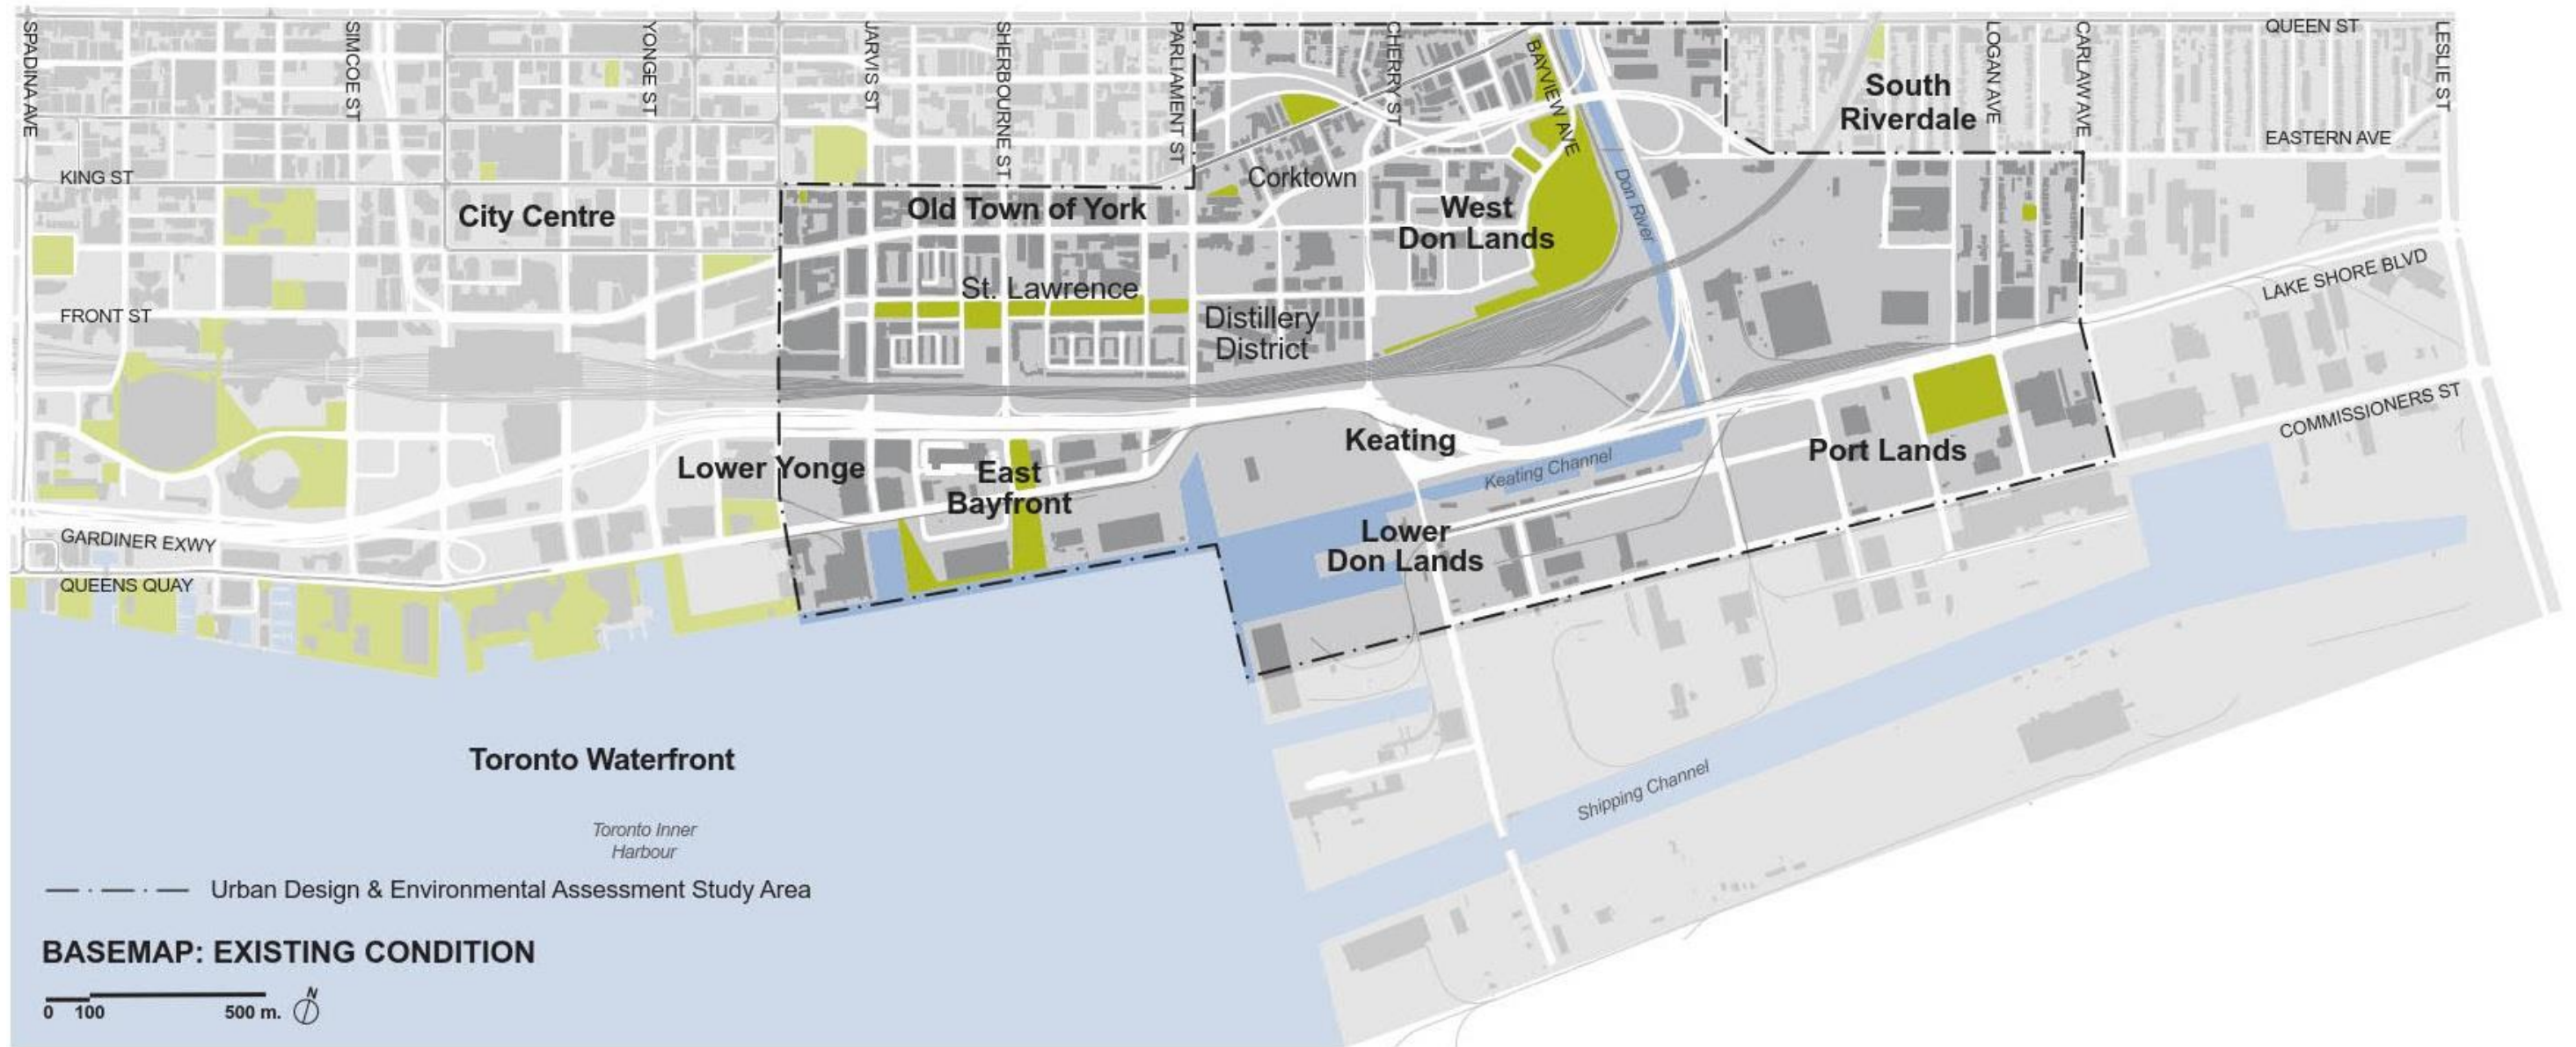 SPADINA AVE
SIMCOE ST
YONGE ST
JARVIS ST
SHERBOURNE ST
PARLIAMENT ST
CHERRY ST
BAYVIEW AVE
LOGAN AVE
CARLAW AVE
QUEEN ST
LESLIE ST
South
Riverdale
EASTERN AVE
KING ST
City Centre
Old Town of York
Corktown
West
Don Lands
Don River
St. Lawrence
Distillery
District
FRONT ST
LAKE SHORE BLVD
COMMISSIONERS ST
Lower Yonge
East
Bayfront
Keating
Keating Channel
Port Lands
Lower
Don Lands
GARDINER EXWY
QUEENS QUAY
Toronto Waterfront
Shipping Channel
Toronto Inner
Harbour
Urban Design & Environmental Assessment Study Area
BASEMAP: EXISTING CONDITION
0 100 500 m.
N